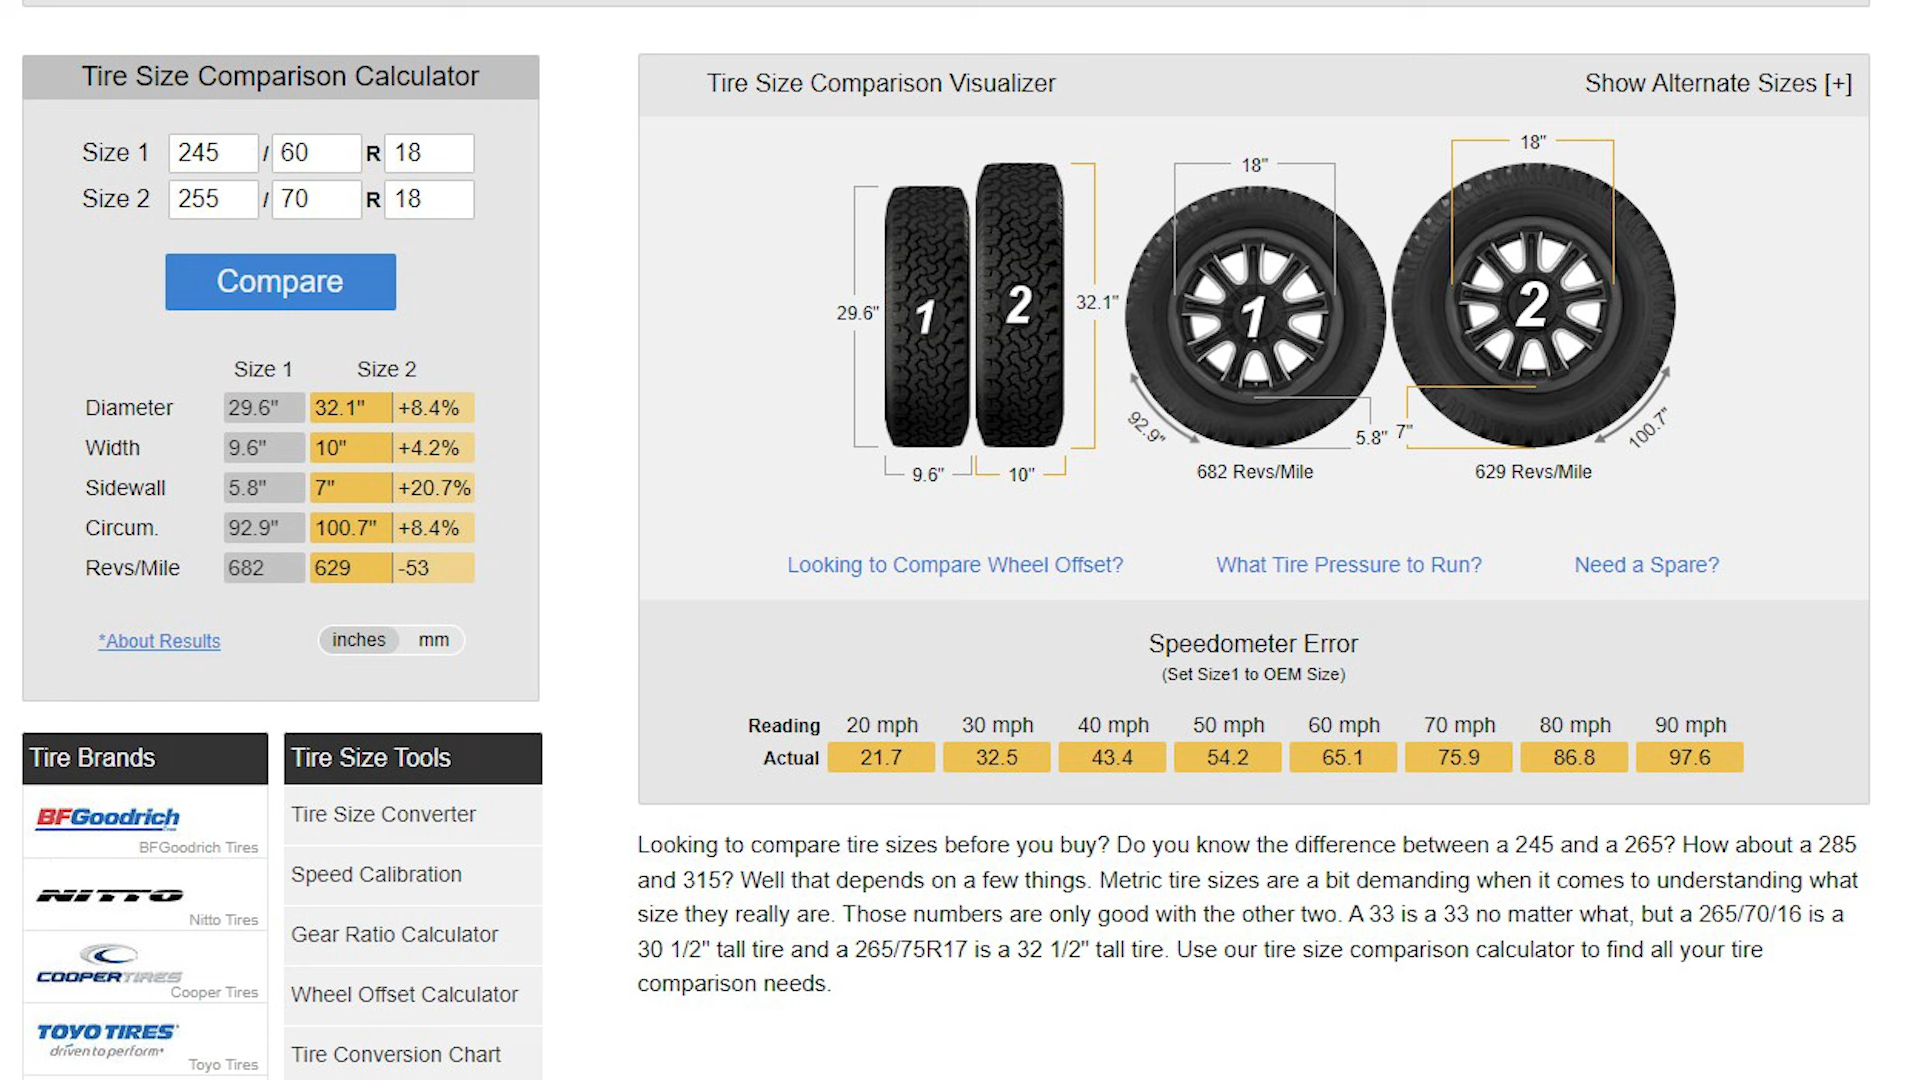 Tire Size Comparison Calculator
Size 1 245 / 60 R 18
Size 2 255 / 70 R 18
Compare
Size 1 Size 2
Diameter 29.6" 32.1" +8.4%
Width 9.6" 10" +4.2%
Sidewall 5.8" 7" +20.7%
Circum. 92.9" 100.7" +8.4%
Revs/Mile 682 629 -53
*About Results inches mm
Tire Brands
BFGoodrich
BFGoodrich Tires
NITTO
Nitto Tires
COOPERTIRES
Cooper Tires
TOYO TIRES
driven to perform
Toyo Tires
Tire Size Tools
Tire Size Converter
Speed Calibration
Gear Ratio Calculator
Wheel Offset Calculator
Tire Conversion Chart
Tire Size Comparison Visualizer Show Alternate Sizes [+]
18" 18"
29.6" 1 2 32.1" 1 2
92.9" 5.8" 7" 100.7"
9.6" 10" 682 Revs/Mile 629 Revs/Mile
Looking to Compare Wheel Offset? What Tire Pressure to Run? Need a Spare?
Speedometer Error
(Set Size1 to OEM Size)
Reading 20 mph 30 mph 40 mph 50 mph 60 mph 70 mph 80 mph 90 mph
Actual 21.7 32.5 43.4 54.2 65.1 75.9 86.8 97.6
Looking to compare tire sizes before you buy? Do you know the difference between a 245 and a 265? How about a 285
and 315? Well that depends on a few things. Metric tire sizes are a bit demanding when it comes to understanding what
size they really are. Those numbers are only good with the other two. A 33 is a 33 no matter what, but a 265/70/16 is a
30 1/2" tall tire and a 265/75R17 is a 32 1/2" tall tire. Use our tire size comparison calculator to find all your tire
comparison needs.